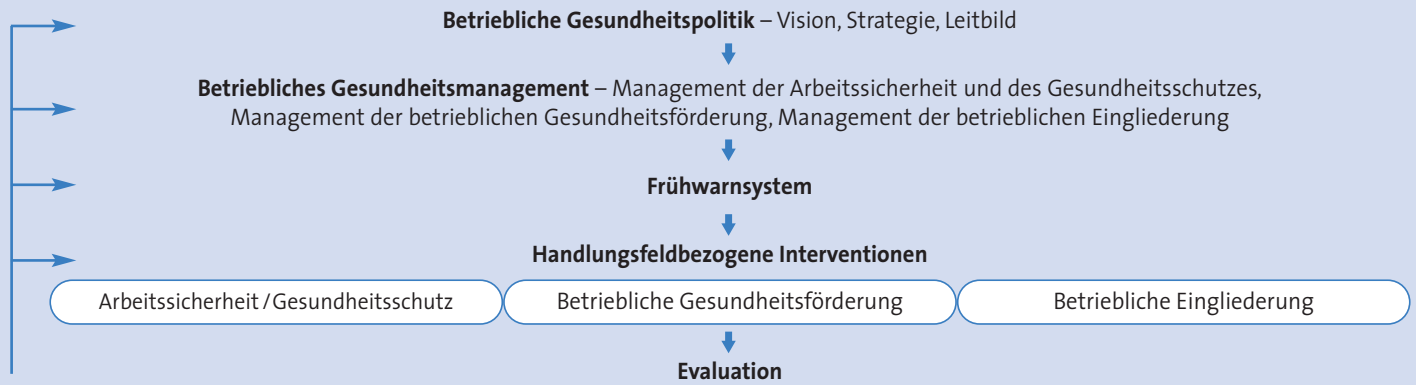 Betriebliche Gesundheitspolitik – Vision, Strategie, Leitbild
Betriebliches Gesundheitsmanagement – Management der Arbeitssicherheit und des Gesundheitsschutzes,
Management der betrieblichen Gesundheitsförderung, Management der betrieblichen Eingliederung
Frühwarnsystem
Handlungsfeldbezogene Interventionen
Arbeitssicherheit / Gesundheitsschutz
Betriebliche Gesundheitsförderung
Betriebliche Eingliederung
Evaluation